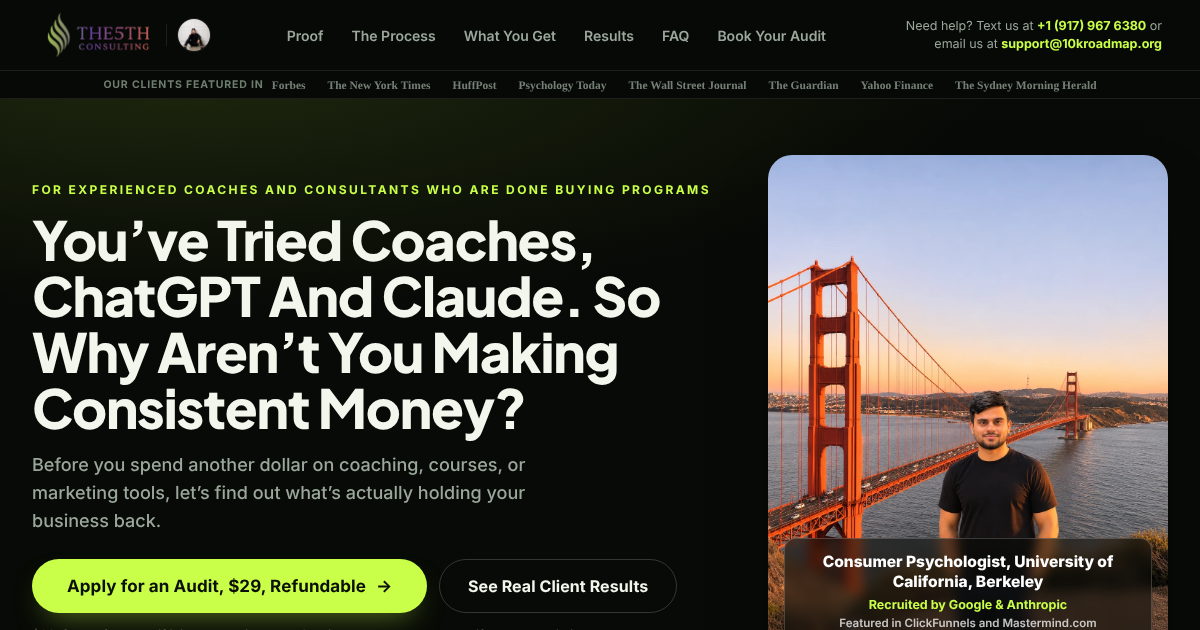 THE5TH
CONSULTING
Proof
The Process
What You Get
Results
FAQ
Book Your Audit
Need help? Text us at +1 (917) 967 6380 or
email us at support@10kroadmap.org
OUR CLIENTS FEATURED IN Forbes The New York Times HuffPost Psychology Today The Wall Street Journal The Guardian Yahoo Finance The Sydney Morning Herald
FOR EXPERIENCED COACHES AND CONSULTANTS WHO ARE DONE BUYING PROGRAMS
You’ve Tried Coaches,
ChatGPT And Claude. So
Why Aren’t You Making
Consistent Money?
Before you spend another dollar on coaching, courses, or
marketing tools, let’s find out what’s actually holding your
business back.
Apply for an Audit, $29, Refundable →
See Real Client Results
Consumer Psychologist, University of
California, Berkeley
Recruited by Google & Anthropic
Featured in ClickFunnels and Mastermind.com